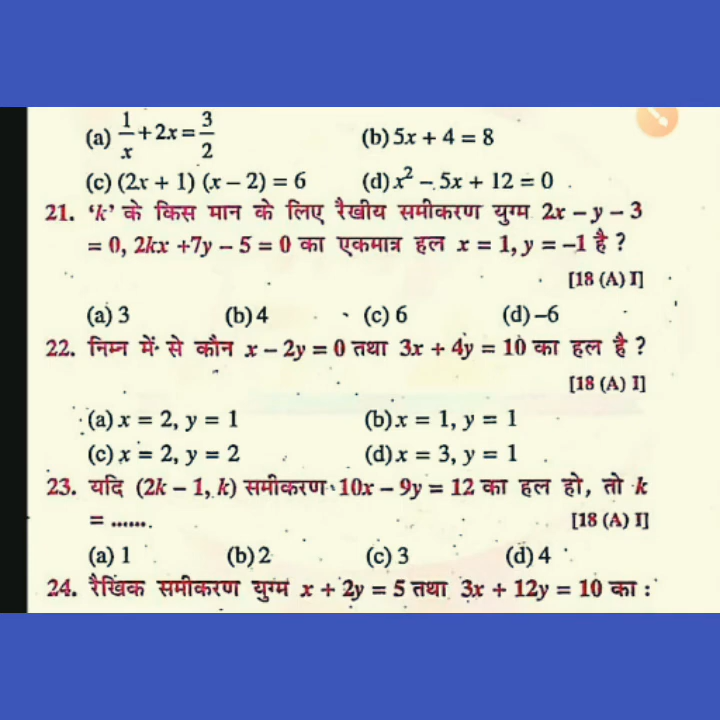 (a) 1/x + 2x = 3/2 (b) 5x + 4 = 8
(c) (2x + 1) (x – 2) = 6 (d) x² – 5x + 12 = 0
21. ‘k’ के किस मान के लिए रैखीय समीकरण युग्म 2x – y – 3
= 0, 2kx +7y – 5 = 0 का एकमात्र हल x = 1, y = –1 है ?
[18 (A) I]
(a) 3 (b) 4 (c) 6 (d) –6
22. निम्न में से कौन x – 2y = 0 तथा 3x + 4y = 10 का हल है ?
[18 (A) I]
(a) x = 2, y = 1 (b) x = 1, y = 1
(c) x = 2, y = 2 (d) x = 3, y = 1
23. यदि (2k – 1, k) समीकरण 10x – 9y = 12 का हल हो, तो k
= ...... [18 (A) I]
(a) 1 (b) 2 (c) 3 (d) 4
24. रैखिक समीकरण युग्म x + 2y = 5 तथा 3x + 12y = 10 का :